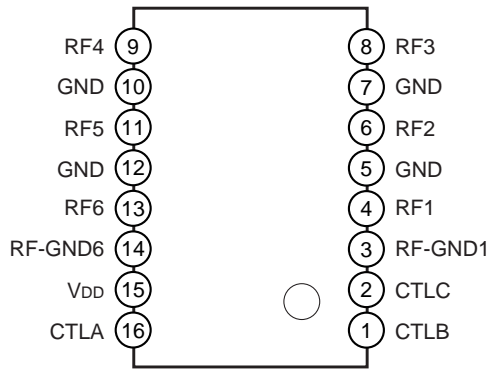 RF4 9 8 RF3
GND 10 7 GND
RF5 11 6 RF2
GND 12 5 GND
RF6 13 4 RF1
RF-GND6 14 3 RF-GND1
VDD 15 2 CTLC
CTLA 16 1 CTLB